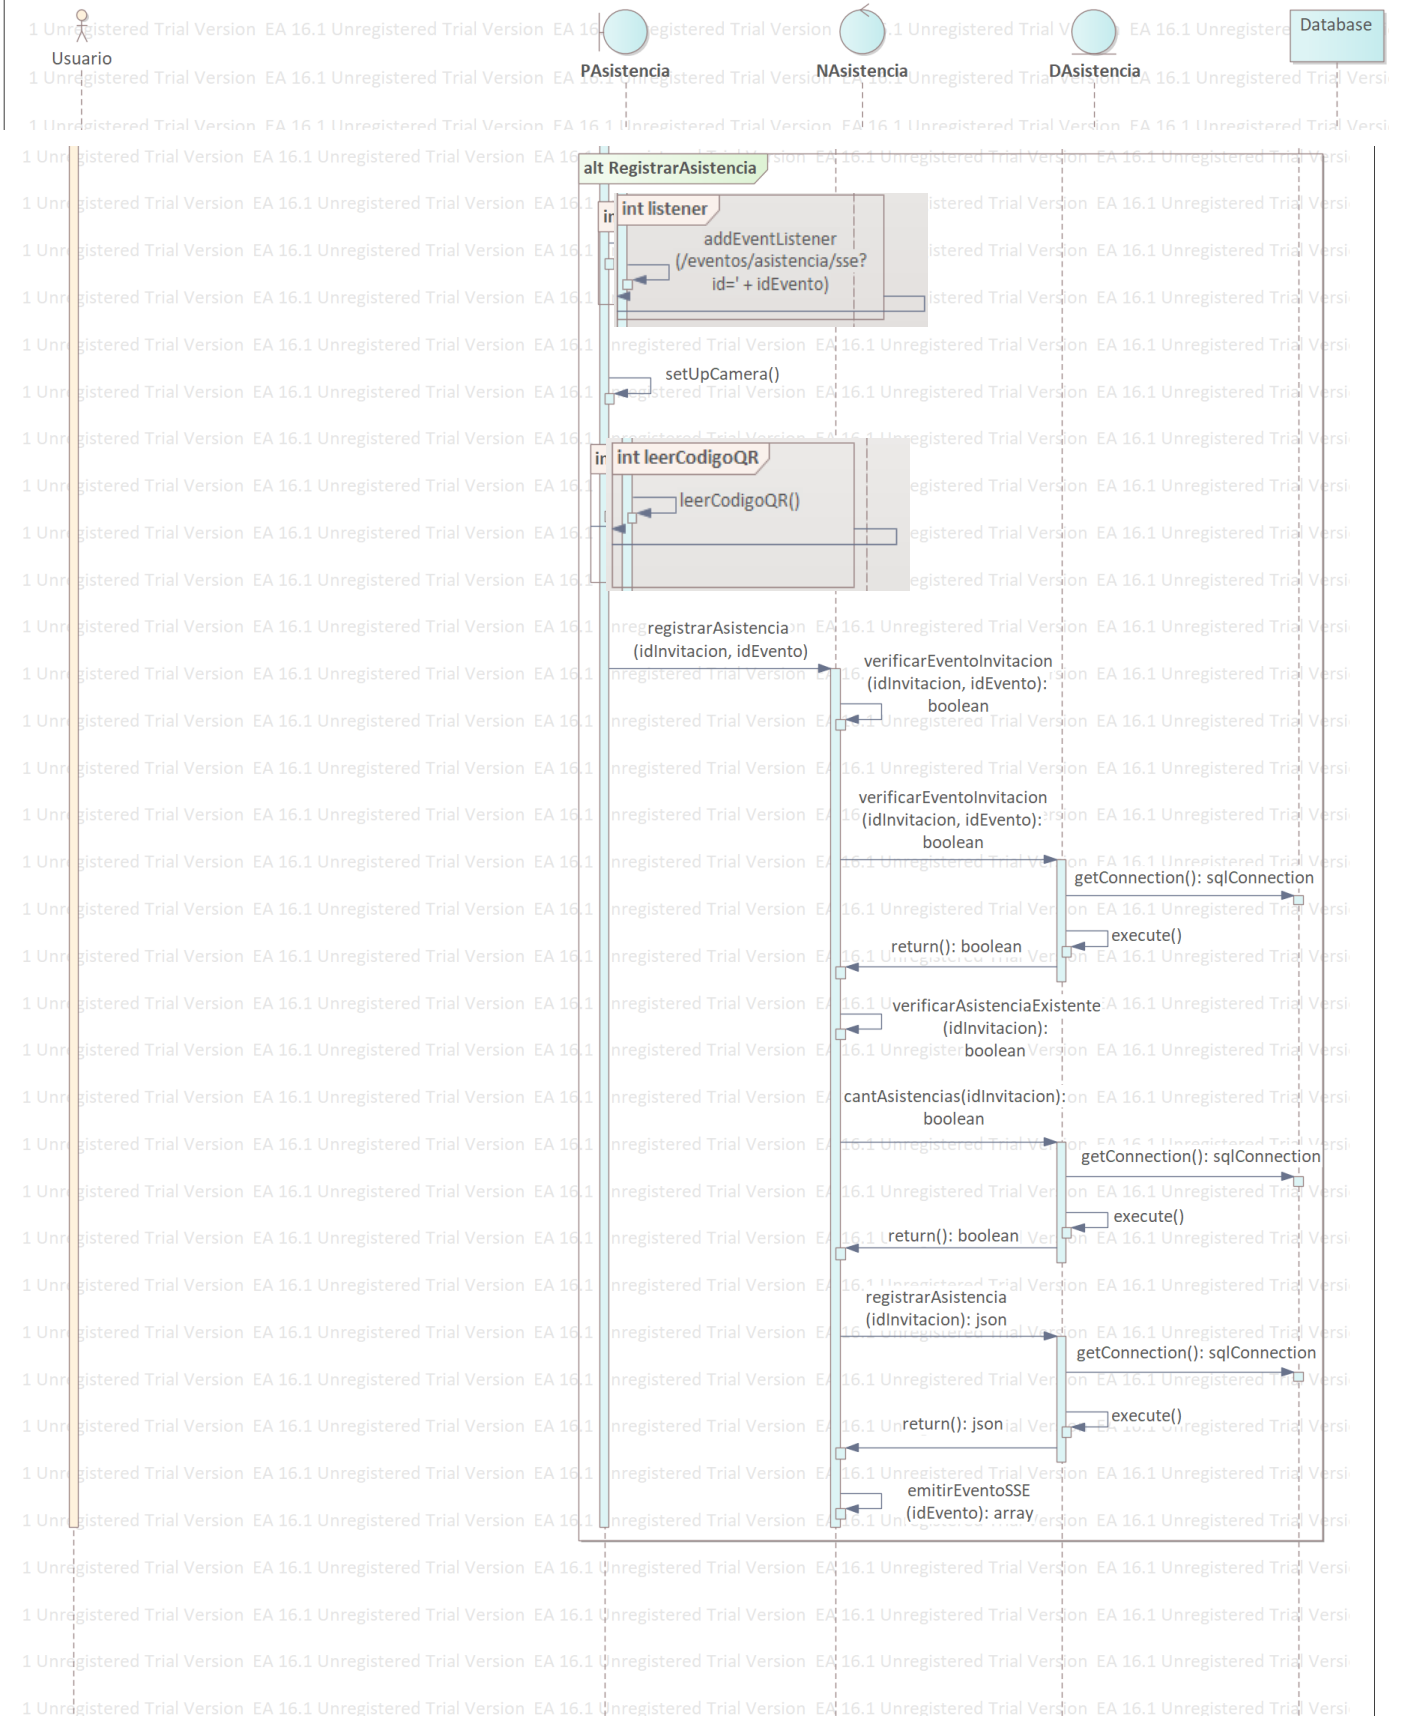 Usuario
PAsistencia
NAsistencia
DAsistencia
Database
alt RegistrarAsistencia
int listener
addEventListener
(/eventos/asistencia/sse?
id=' + idEvento)
setUpCamera()
int leerCodigoQR
leerCodigoQR()
registrarAsistencia
(idInvitacion, idEvento)
verificarEventoInvitacion
(idInvitacion, idEvento):
boolean
verificarEventoInvitacion
(idInvitacion, idEvento):
boolean
getConnection(): sqlConnection
execute()
return(): boolean
verificarAsistenciaExistente
(idInvitacion):
boolean
cantAsistencias(idInvitacion):
boolean
getConnection(): sqlConnection
execute()
return(): boolean
registrarAsistencia
(idInvitacion): json
getConnection(): sqlConnection
execute()
return(): json
emitirEventoSSE
(idEvento): array